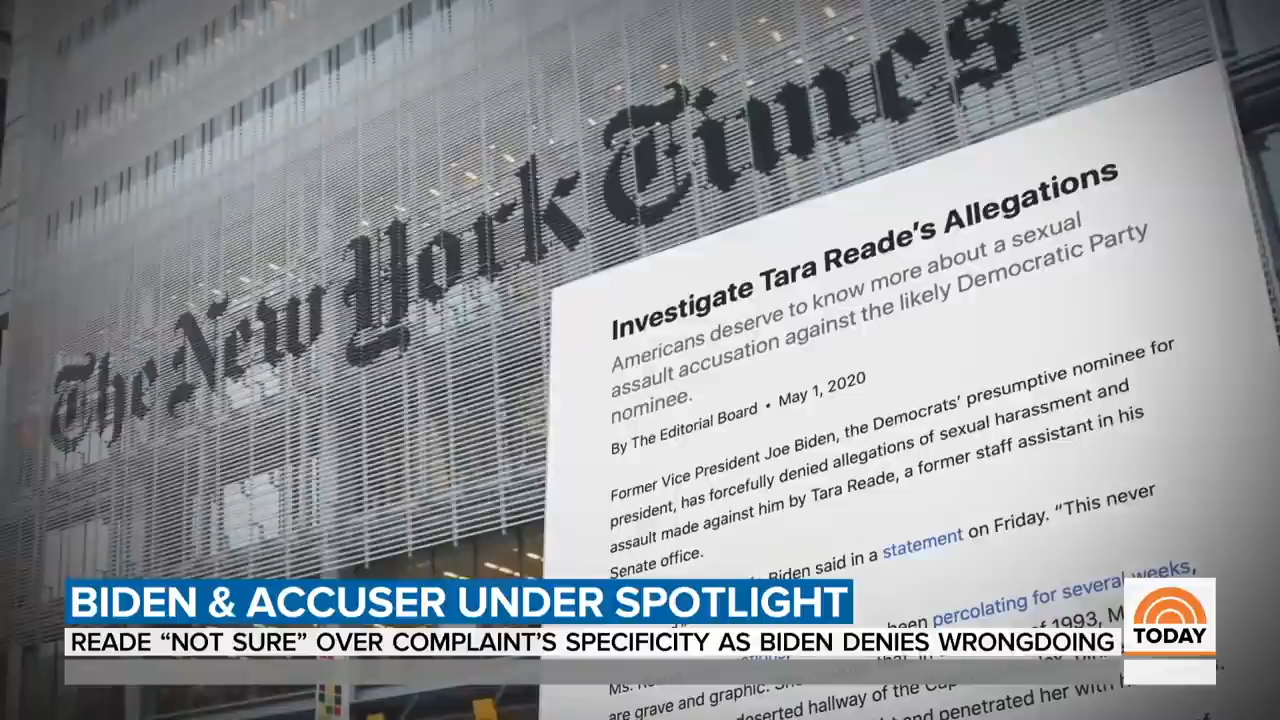 The New York Times
Investigate Tara Reade's Allegations
Americans deserve to know more about a sexual
assault accusation against the likely Democratic Party
nominee.
By The Editorial Board • May 1, 2020
Former Vice President Joe Biden, the Democrats' presumptive nominee for
president, has forcefully denied allegations of sexual harassment and
assault made against him by Tara Reade, a former staff assistant in his
Senate office.
Biden said in a statement on Friday. “This never
percolating for several weeks,
of 1993,
Ms.
are grave and graphic.
deserted hallway of the
penetrated her with
BIDEN & ACCUSER UNDER SPOTLIGHT
READE “NOT SURE” OVER COMPLAINT'S SPECIFICITY AS BIDEN DENIES WRONGDOING
TODAY